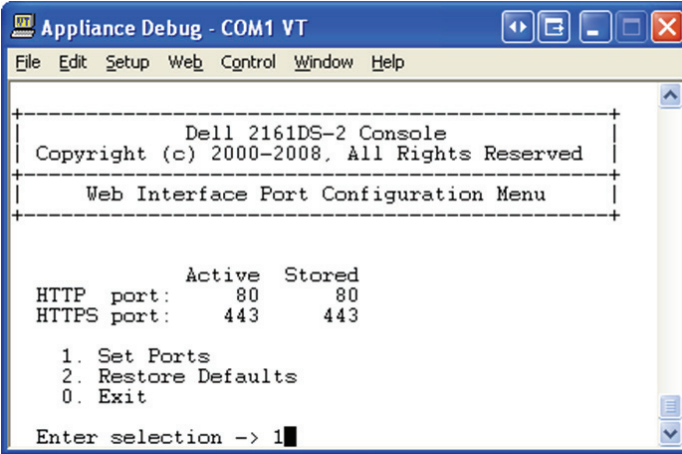 Appliance Debug - COM1 VT
File Edit Setup Web Control Window Help
Dell 2161DS-2 Console
Copyright (c) 2000-2008, All Rights Reserved
Web Interface Port Configuration Menu
Active Stored
HTTP port: 80 80
HTTPS port: 443 443
1. Set Ports
2. Restore Defaults
0. Exit
Enter selection -> 1